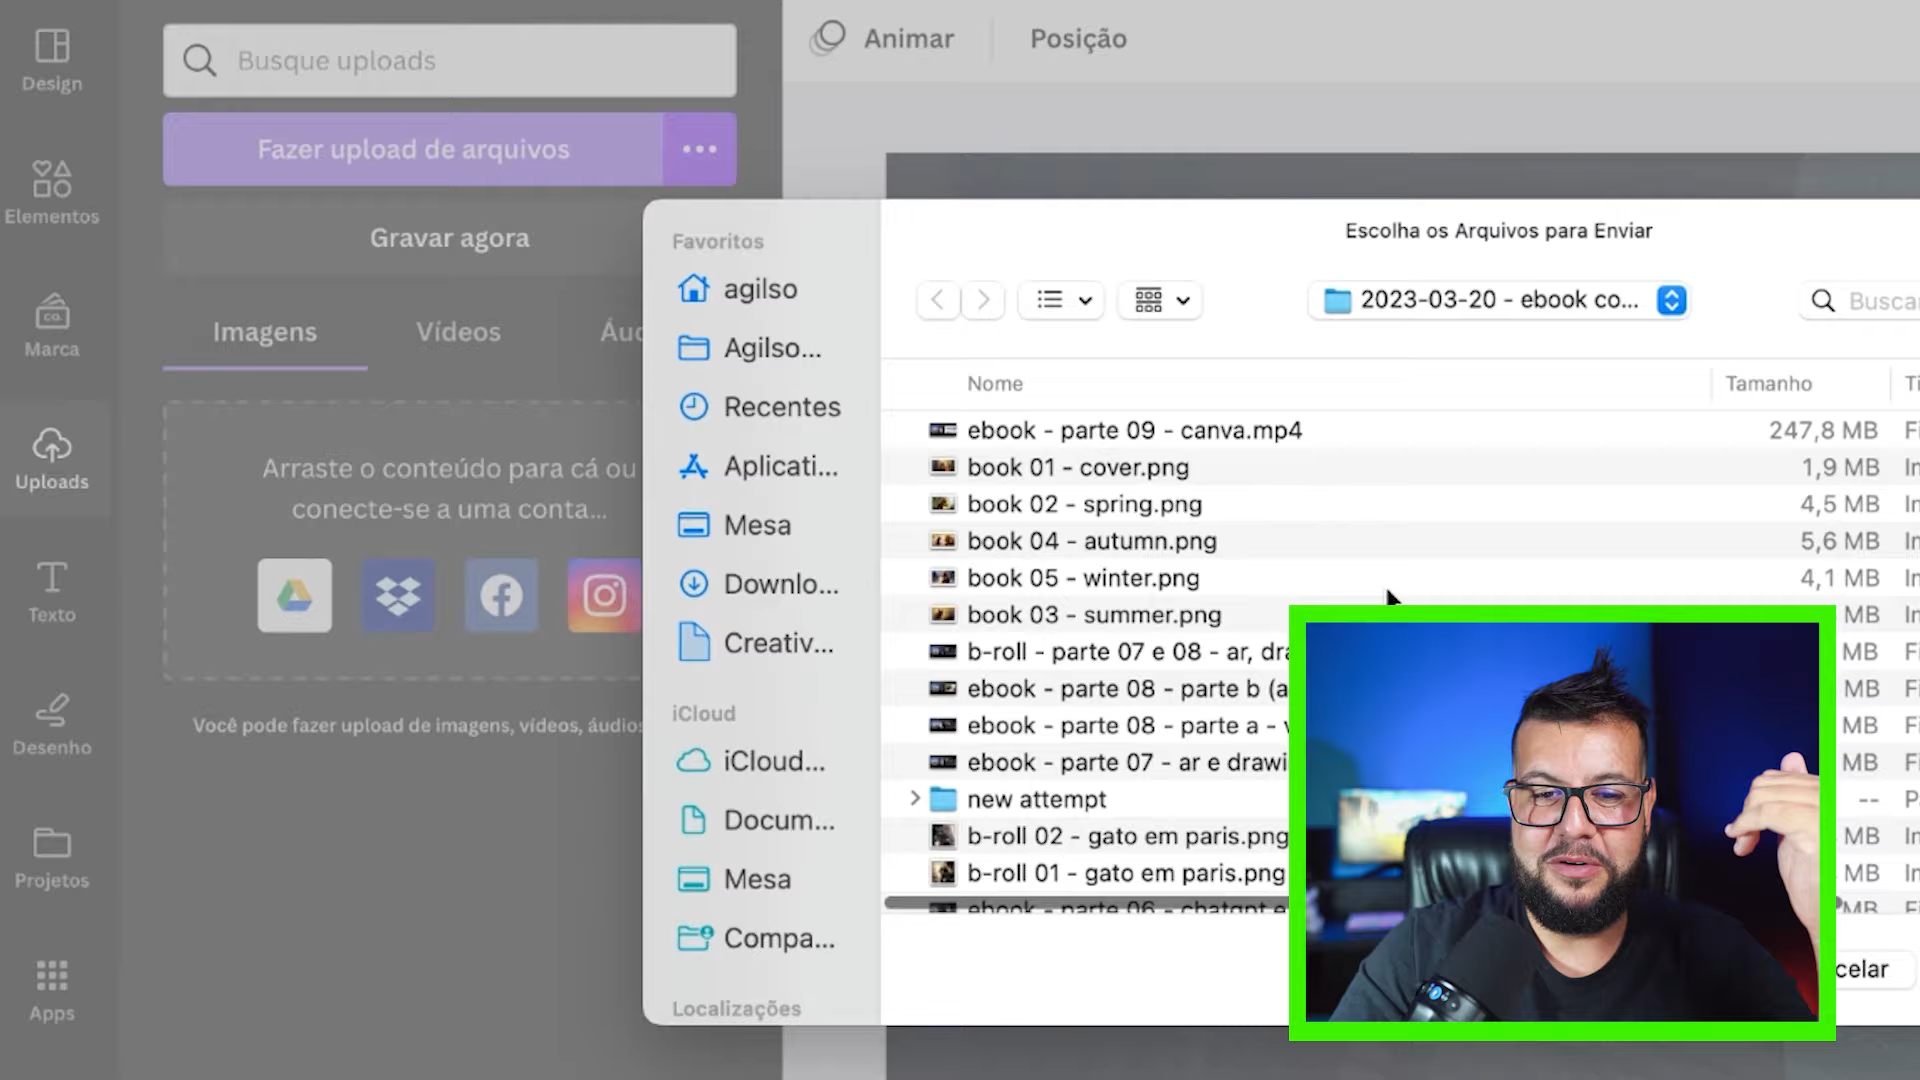 Design
Elementos
CO.
Marca
Uploads
Texto
Desenho
Projetos
Apps
Busque uploads
Fazer upload de arquivos
Gravar agora
Imagens
Vídeos
Arraste o conteúdo para cá ou
conecte-se a uma conta...
Você pode fazer upload de imagens, vídeos, áudios
Animar
Posição
Favoritos
agilso
Agilso...
Recentes
Aplicati...
Mesa
Downlo...
Creativ...
iCloud
iCloud...
Docum...
Mesa
Compa...
Localizações
Escolha os Arquivos para Enviar
2023-03-20 - ebook co...
Buscar
Nome Tamanho
ebook - parte 09 - canva.mp4 247,8 MB
book 01 - cover.png 1,9 MB
book 02 - spring.png 4,5 MB
book 04 - autumn.png 5,6 MB
book 05 - winter.png 4,1 MB
book 03 - summer.png MB
b-roll - parte 07 e 08 - ar, MB
ebook - parte 08 - parte b MB
ebook - parte 08 - parte a - MB
ebook - parte 07 - ar e MB
new attempt --
b-roll 02 - gato em paris.png MB
b-roll 01 - gato em paris.png MB
ebook - parte 06 - chatgpt MB
celar